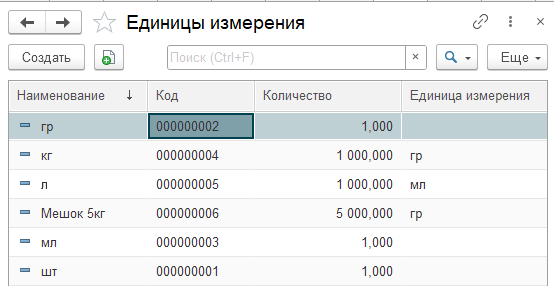 Единицы измерения
Создать Поиск (Ctrl+F) × Еще
Наименование ↓ Код Количество Единица измерения
гр 000000002 1,000
кг 000000004 1 000,000 гр
л 000000005 1 000,000 мл
Мешок 5кг 000000006 5 000,000 гр
мл 000000003 1,000
шт 000000001 1,000